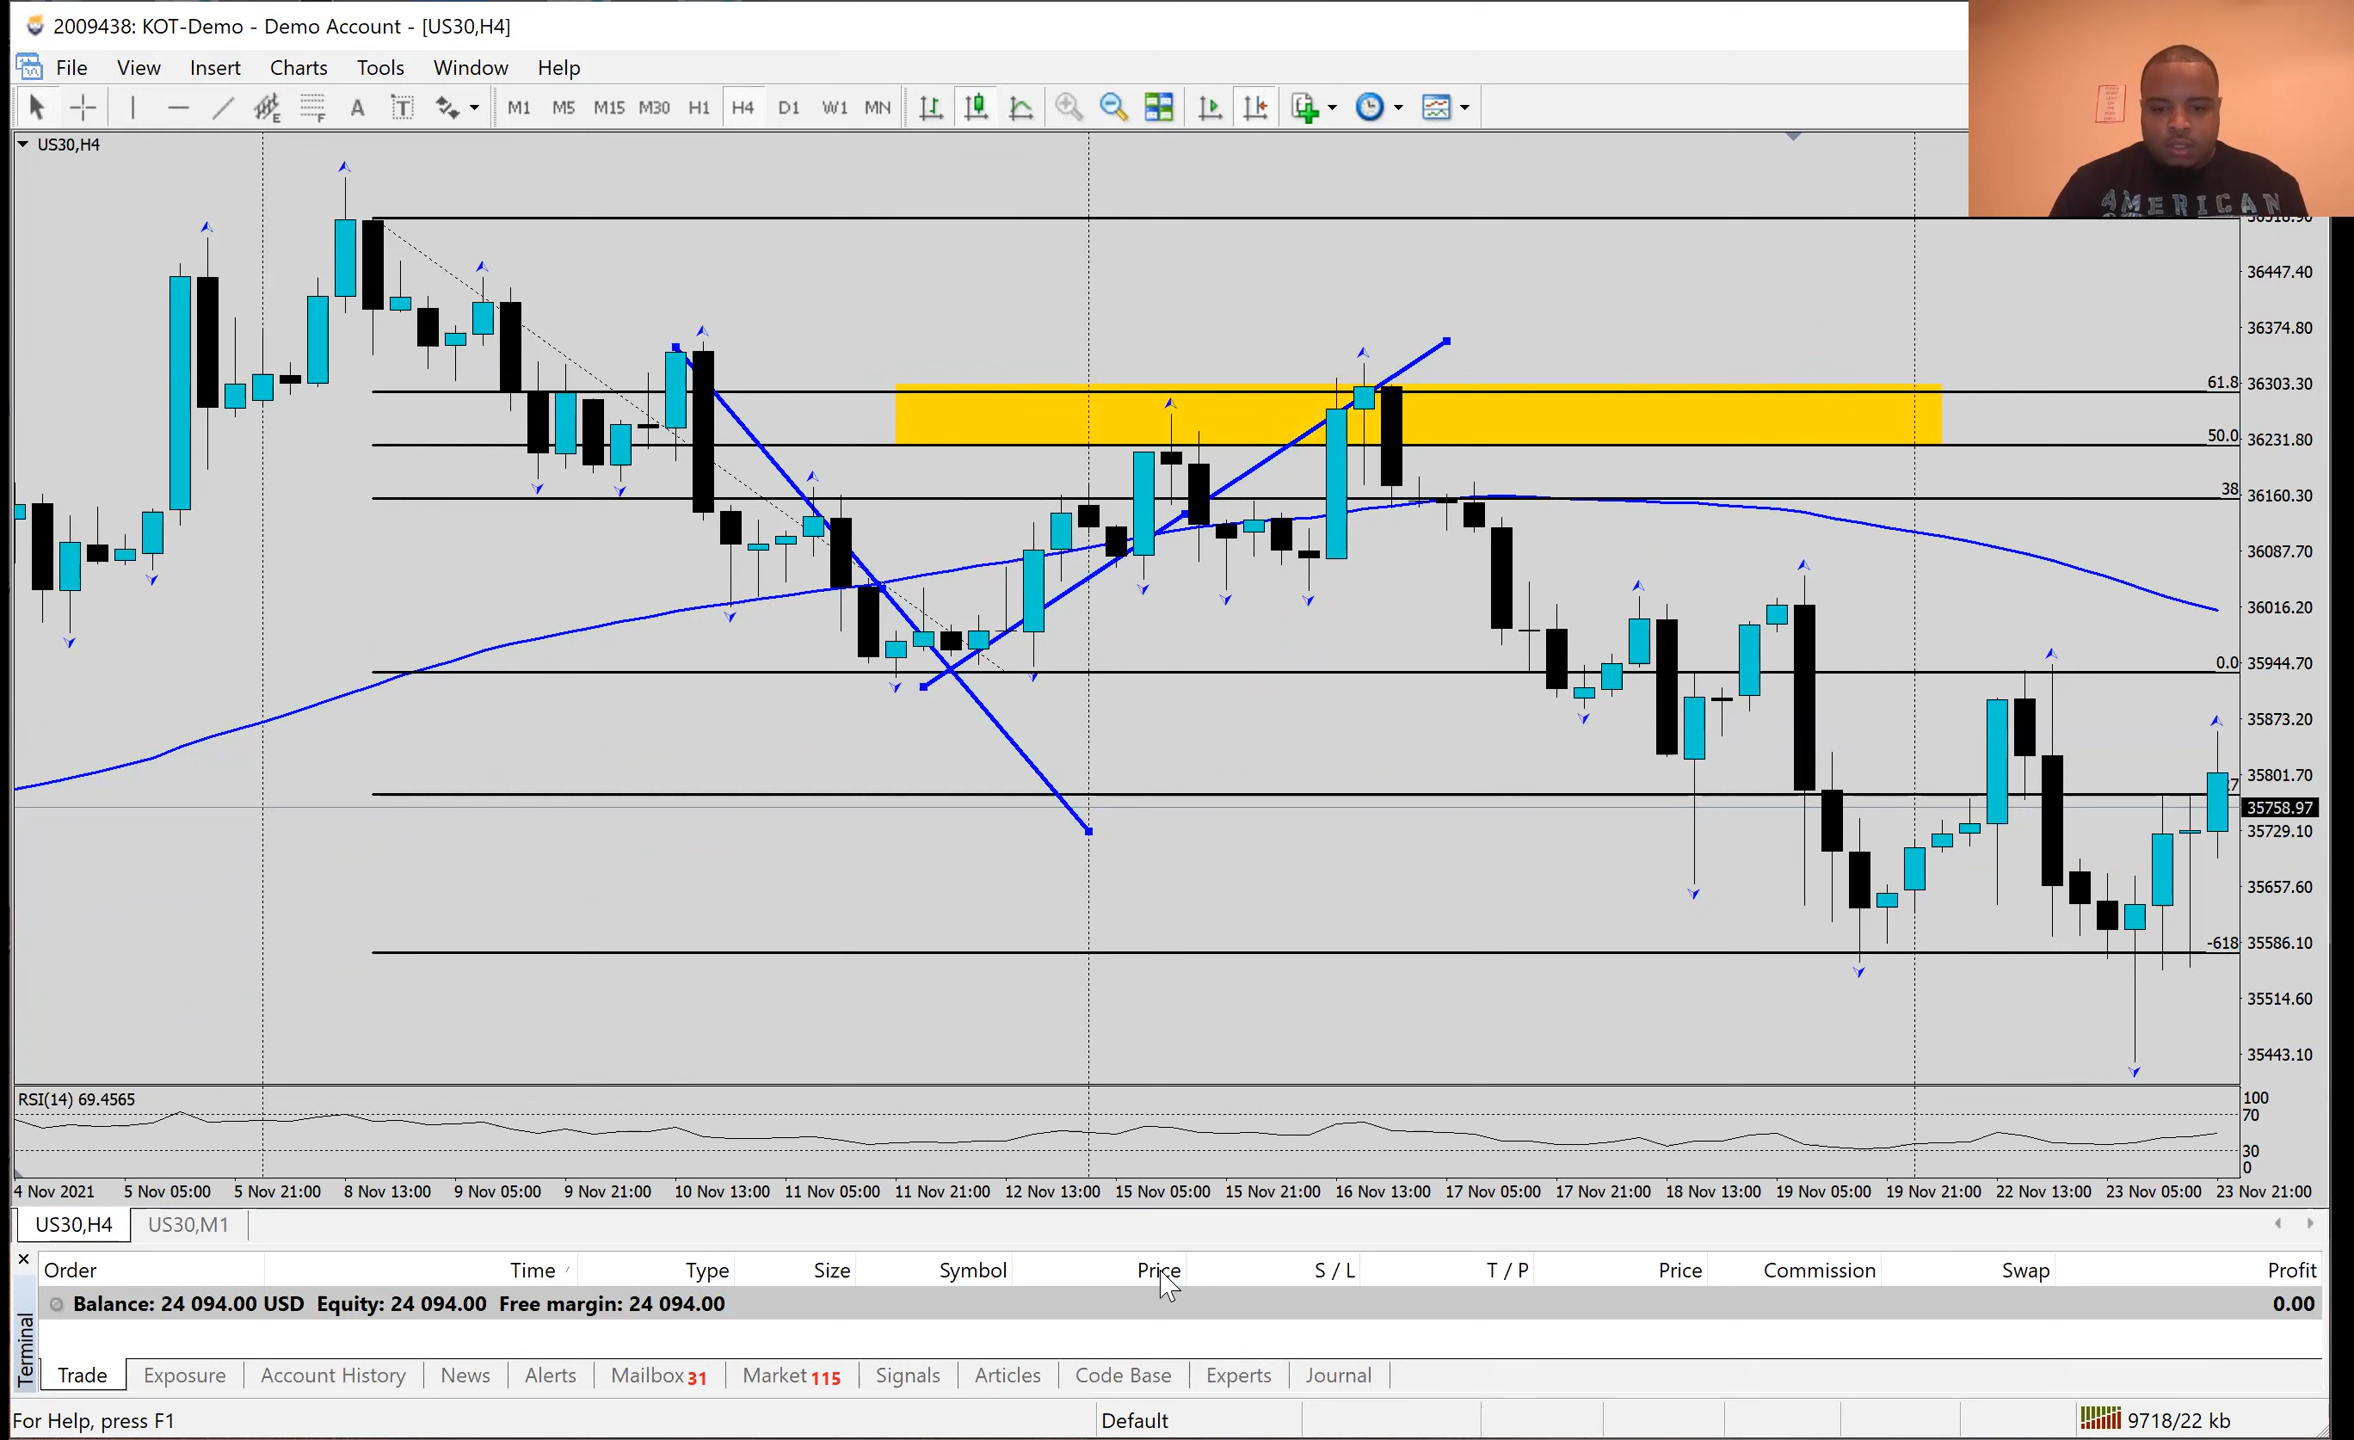 2009438: KOT-Demo - Demo Account - [US30,H4]
File View Insert Charts Tools Window Help
A T M1 M5 M15 M30 H1 H4 D1 W1 MN
US30,H4
AMERICAN
36447.40
36374.80
61.8 36303.30
50.0 36231.80
38 36160.30
36087.70
36016.20
0.0 35944.70
35873.20
35801.70
35758.97
35729.10
35657.60
-618 35586.10
35514.60
35443.10
RSI(14) 69.4565
100
70
30
0
4 Nov 2021 5 Nov 05:00 5 Nov 21:00 8 Nov 13:00 9 Nov 05:00 9 Nov 21:00 10 Nov 13:00 11 Nov 05:00 11 Nov 21:00 12 Nov 13:00 15 Nov 05:00 15 Nov 21:00 16 Nov 13:00 17 Nov 05:00 17 Nov 21:00 18 Nov 13:00 19 Nov 05:00 19 Nov 21:00 22 Nov 13:00 23 Nov 05:00 23 Nov 21:00
US30,H4 US30,M1
Order Time Type Size Symbol Price S / L T / P Price Commission Swap Profit
Balance: 24 094.00 USD Equity: 24 094.00 Free margin: 24 094.00 0.00
Terminal
Trade Exposure Account History News Alerts Mailbox 31 Market 115 Signals Articles Code Base Experts Journal
For Help, press F1 Default 9718/22 kb